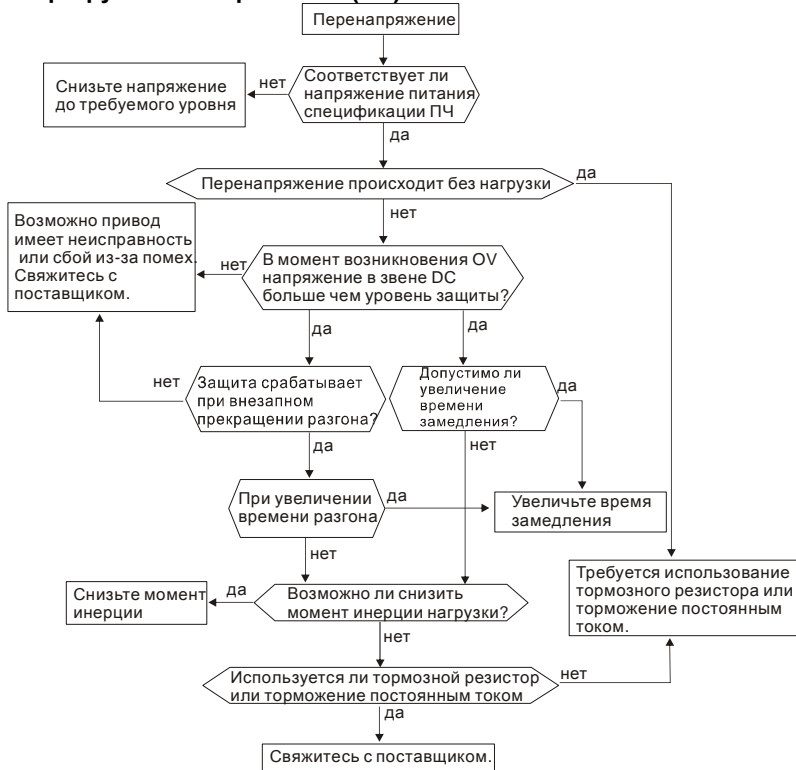 Перенапряжение
Соответствует ли
напряжение питания
спецификации ПЧ
нет
Снизьте напряжение
до требуемого уровня
да
Перенапряжение происходит без нагрузки
да
нет
Возможно привод
имеет неисправность
или сбой из-за помех.
Свяжитесь с
поставщиком.
нет
В момент возникновения OV
напряжение в звене DC
больше чем уровень защиты?
да
да
нет
Защита срабатывает
при внезапном
прекращении разгона?
Допустимо ли
увеличение
времени
замедления?
да
да
нет
При увеличении
времени разгона
да
Увеличьте время
замедления
нет
Снизьте момент
инерции
да
Возможно ли снизить
момент инерции нагрузки?
Требуется использование
тормозного резистора или
торможение постоянным
током.
нет
Используется ли тормозной резистор
или торможение постоянным током
нет
да
Свяжитесь с поставщиком.